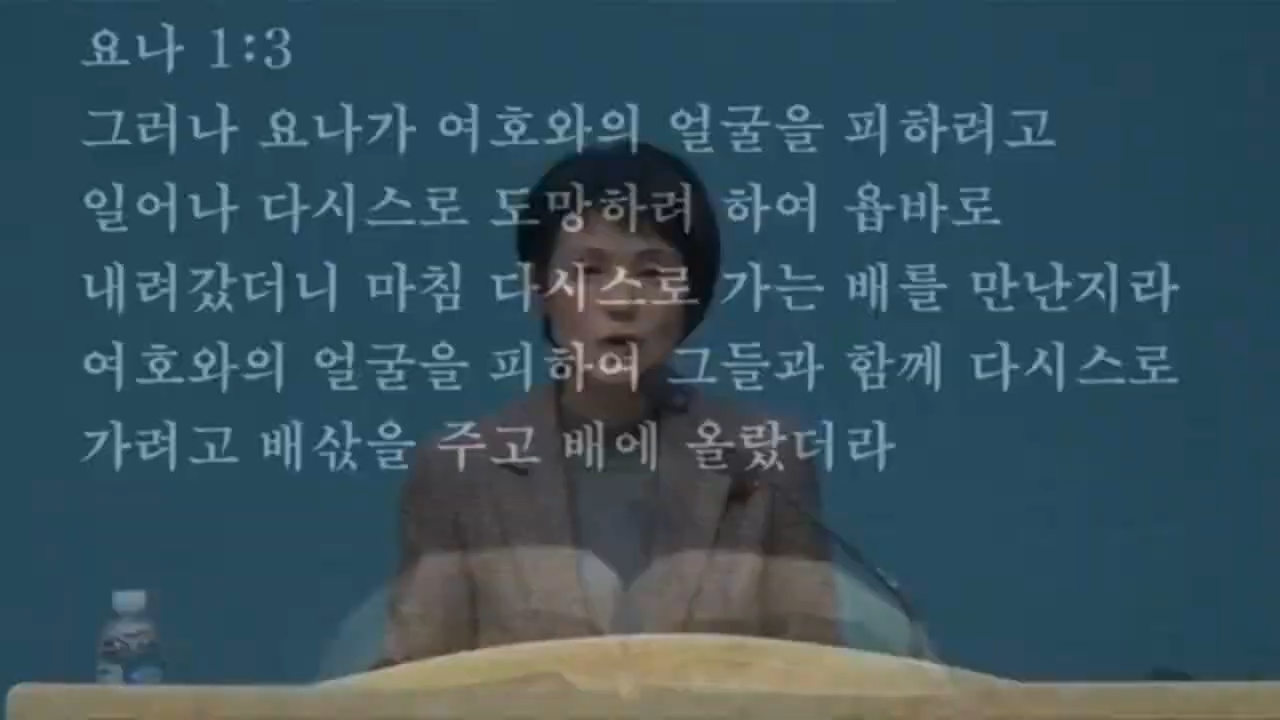 요나 1:3
그러나 요나가 여호와의 얼굴을 피하려고
일어나 다시스로 도망하려 하여 욥바로
내려갔더니 마침 다시스로 가는 배를 만난지라
여호와의 얼굴을 피하여 그들과 함께 다시스로
가려고 배삯을 주고 배에 올랐더라